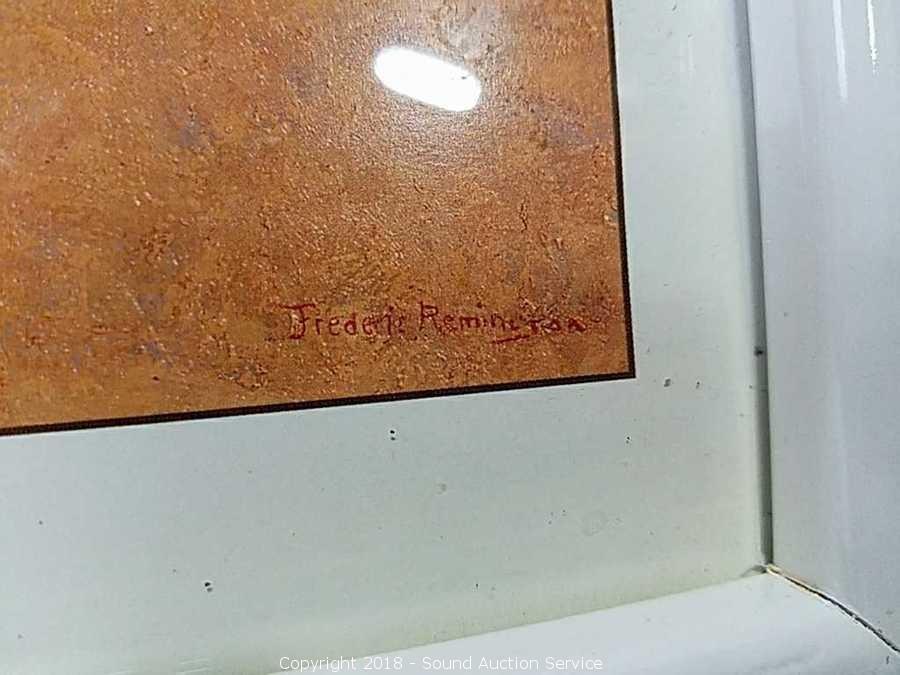 Frederic Remington
Copyright 2018 - Sound Auction Service